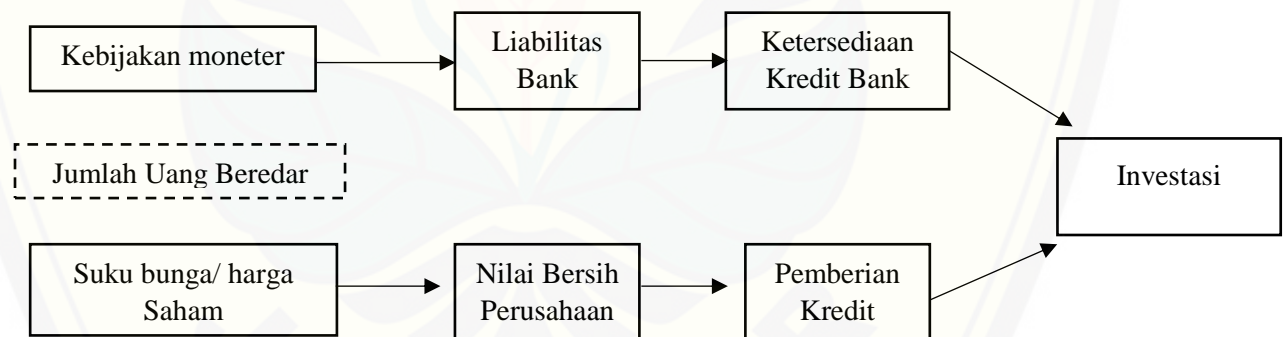 Kebijakan moneter
Liabilitas
Bank
Ketersediaan
Kredit Bank
Jumlah Uang Beredar
Investasi
Suku bunga/ harga
Saham
Nilai Bersih
Perusahaan
Pemberian
Kredit